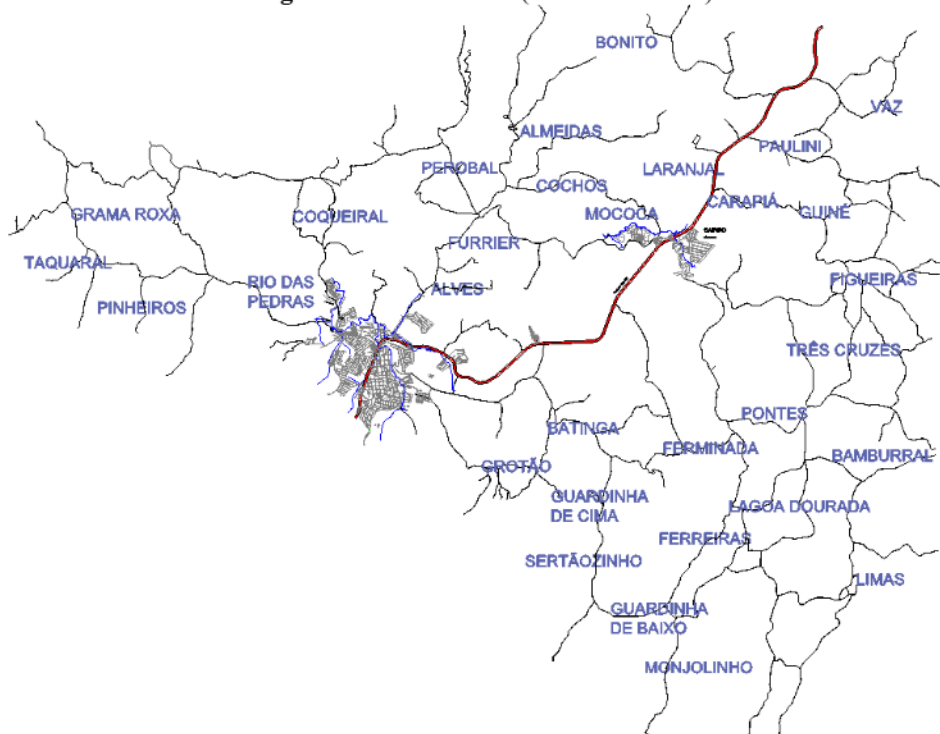 BONITO
VAZ
ALMEIDAS
PAULINI
PEROBAL
LARANJAL
COCHOS
CARAPIÁ
GRAMA ROXA
COQUEIRAL
MOCOCA
GUINÉ
FURRIER
TAQUARAL
RIO DAS
PEDRAS
ALVES
FIGUEIRAS
PINHEIROS
TRÊS CRUZES
PONTES
BATINGA
FERMINADA
BAMBURRAL
GROTÃO
GUARDINHA
DE CIMA
LAGOA DOURADA
FERREIRAS
SERTÃOZINHO
LIMAS
GUARDINHA
DE BAIXO
MONJOLINHO